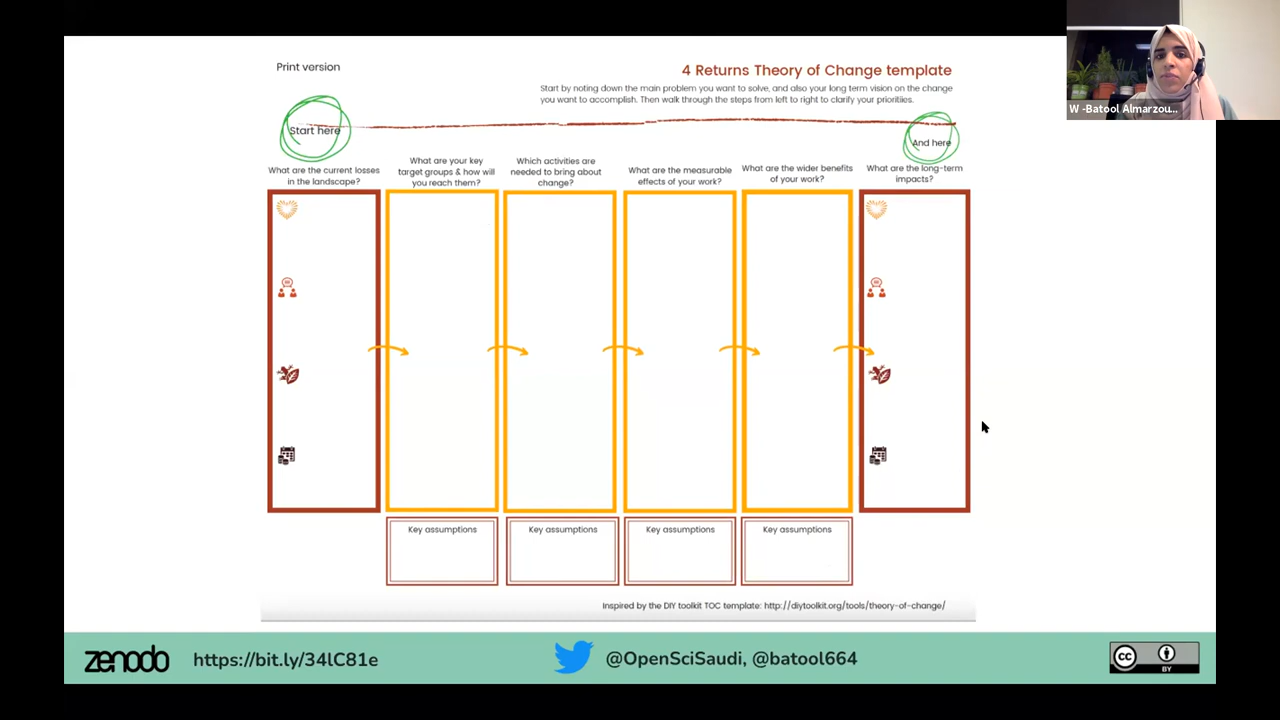 W -Batool Almarzou...
Print version
4 Returns Theory of Change template
Start by noting down the main problem you want to solve, and also your long term vision on the change
you want to accomplish. Then walk through the steps from left to right to clarify your prioritiies.
Start here
And here
What are the current losses
in the landscape?
What are your key
target groups & how will
you reach them?
Which activities are
needed to bring about
change?
What are the measurable
effects of your work?
What are the wider benefits
of your work?
What are the long-term
impacts?
Key assumptions
Key assumptions
Key assumptions
Key assumptions
Inspired by the DIY toolkit TOC template: http://diytoolkit.org/tools/theory-of-change/
zenodo
https://bit.ly/34lC81e
@OpenSciSaudi, @batool664
cc
BY